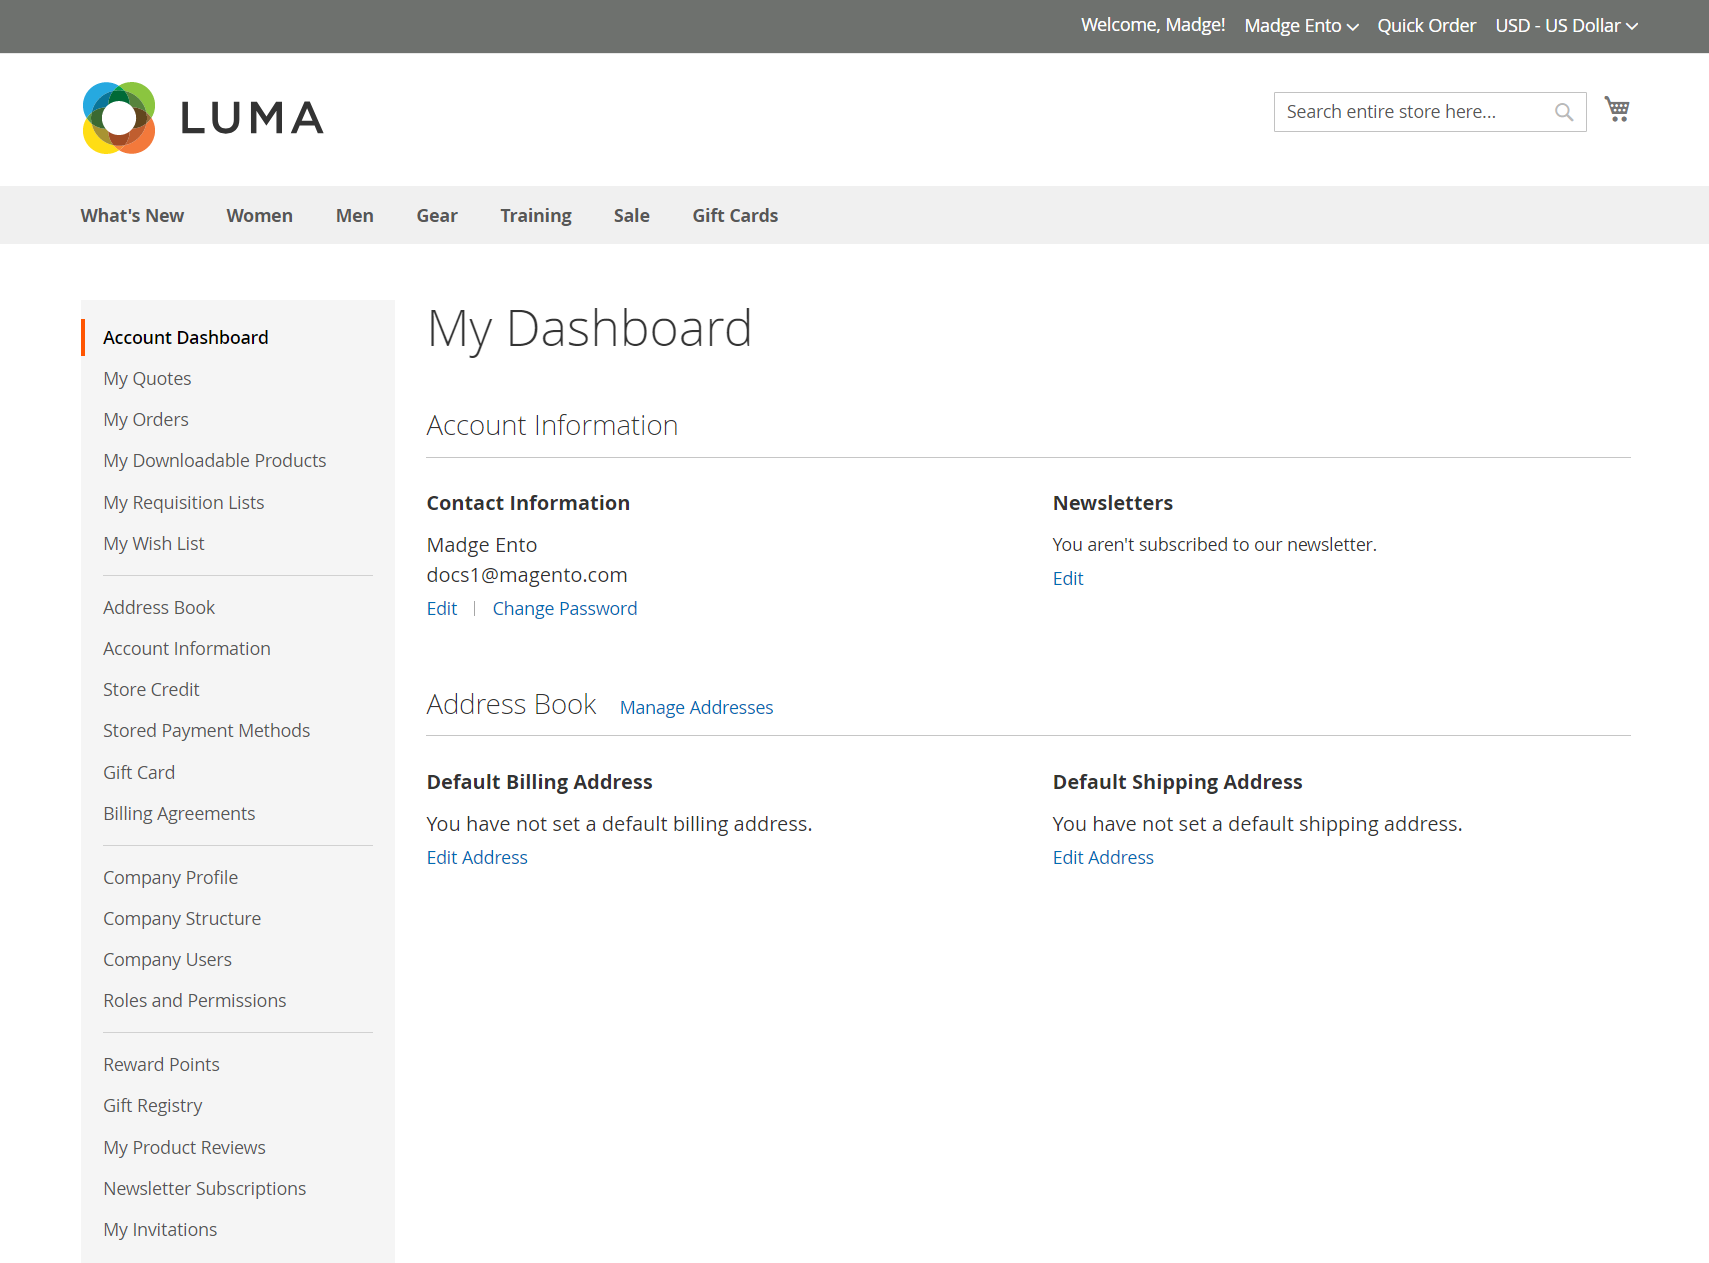 Welcome, Madge! Madge Ento Quick Order USD - US Dollar
LUMA
Search entire store here...
What's New Women Men Gear Training Sale Gift Cards
Account Dashboard
My Quotes
My Orders
My Downloadable Products
My Requisition Lists
My Wish List
Address Book
Account Information
Store Credit
Stored Payment Methods
Gift Card
Billing Agreements
Company Profile
Company Structure
Company Users
Roles and Permissions
Reward Points
Gift Registry
My Product Reviews
Newsletter Subscriptions
My Invitations
My Dashboard
Account Information
Contact Information
Madge Ento
docs1@magento.com
Edit | Change Password
Newsletters
You aren't subscribed to our newsletter.
Edit
Address Book Manage Addresses
Default Billing Address
You have not set a default billing address.
Edit Address
Default Shipping Address
You have not set a default shipping address.
Edit Address